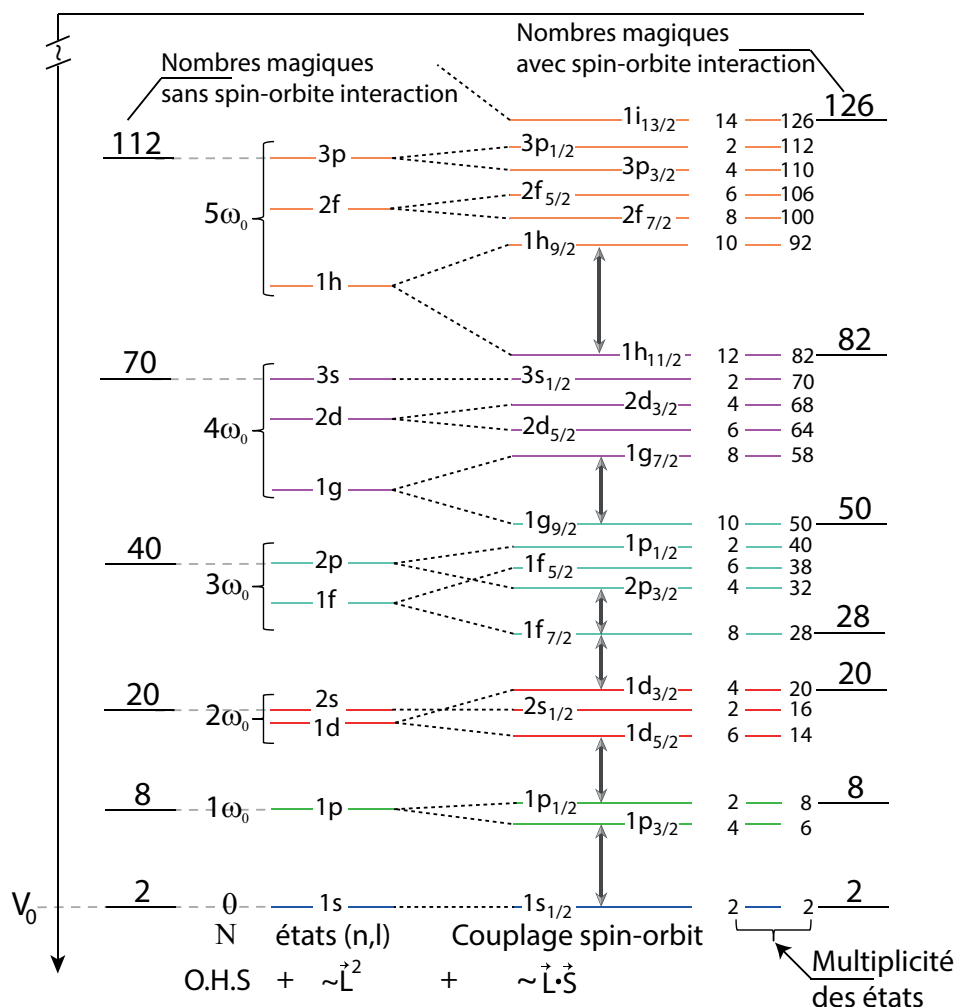 Nombres magiques
sans spin-orbite interaction
Nombres magiques
avec spin-orbite interaction
1i13/2 14 126 126
112 3p 3p1/2 2 112
3p3/2 4 110
2f 2f5/2 6 106
5ω0 2f7/2 8 100
1h9/2 10 92
1h
1h11/2 12 82 82
70 3s 3s1/2 2 70
2d3/2 4 68
4ω0 2d 2d5/2 6 64
1g7/2 8 58
1g
1g9/2 10 50 50
40 2p 1p1/2 2 40
1f5/2 6 38
3ω0 2p3/2 4 32
1f
1f7/2 8 28 28
1d3/2 4 20 20
20 2s 2s1/2 2 16
2ω0 1d 1d5/2 6 14
8 1ω0 1p 1p1/2 2 8 8
1p3/2 4 6
V0 2 0 1s 1s1/2 2 2 2
N états (n,l) Couplage spin-orbit
O.H.S + ~L² + ~L·S
Multiplicité
des états